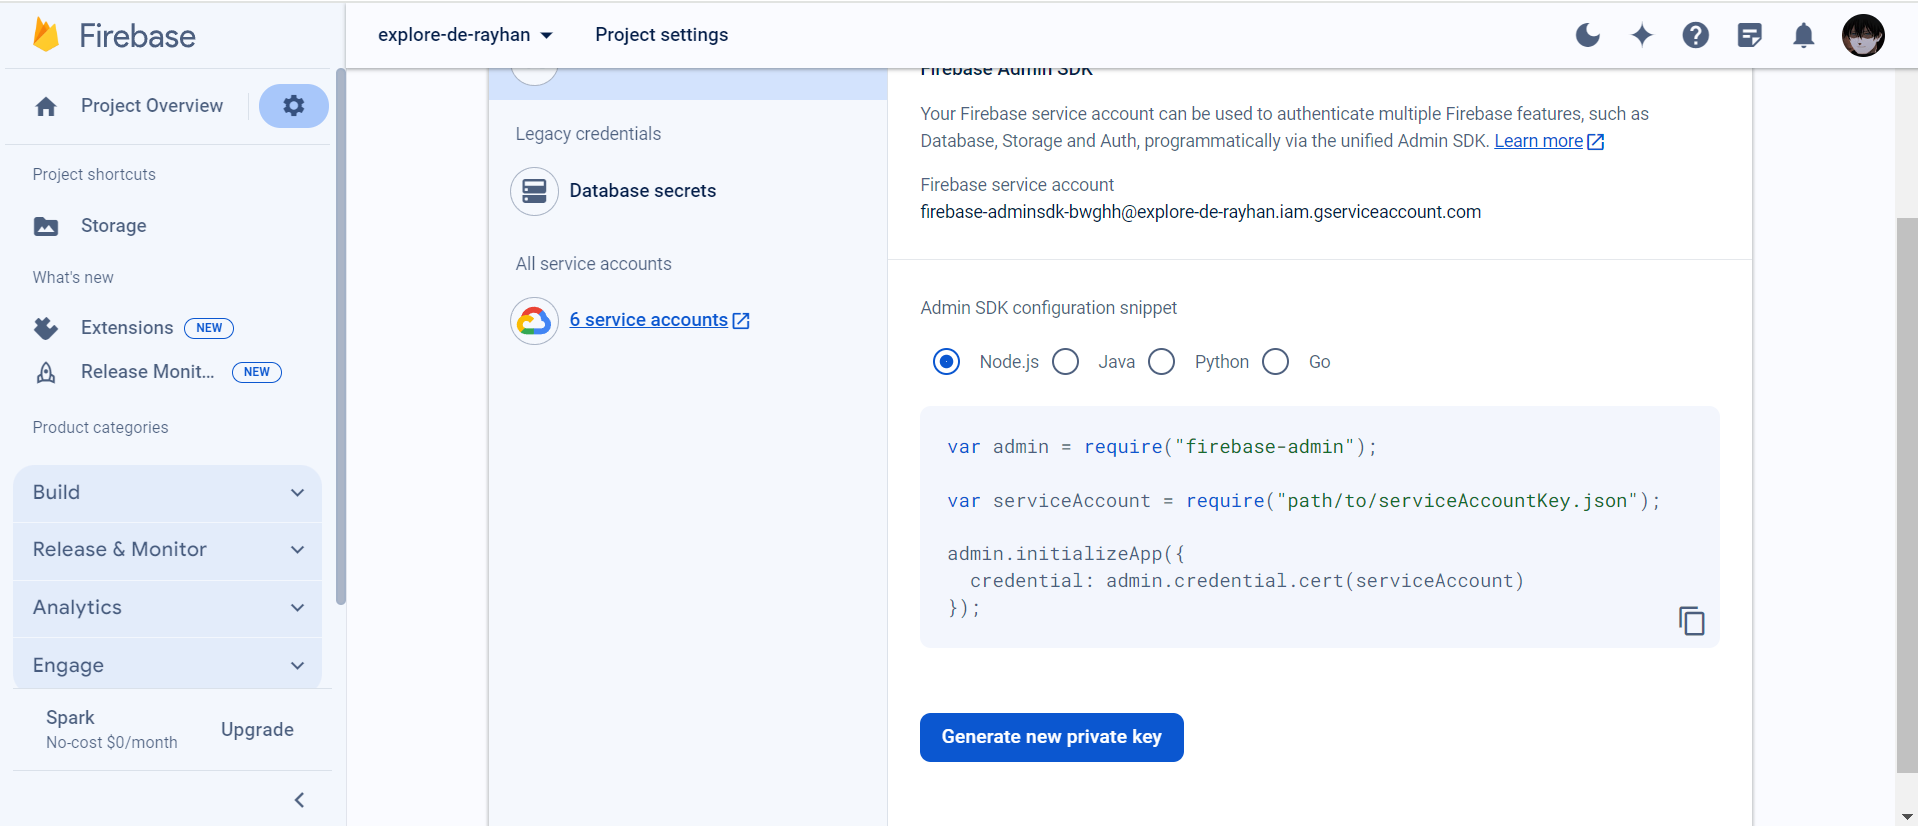 Firebase
explore-de-rayhan
Project settings
Project Overview
Project shortcuts
Storage
What's new
Extensions NEW
Release Monit... NEW
Product categories
Build
Release & Monitor
Analytics
Engage
Spark
No-cost $0/month
Upgrade
Legacy credentials
Database secrets
All service accounts
6 service accounts
Firebase Admin SDK
Your Firebase service account can be used to authenticate multiple Firebase features, such as
Database, Storage and Auth, programmatically via the unified Admin SDK. Learn more
Firebase service account
firebase-adminsdk-bwghh@explore-de-rayhan.iam.gserviceaccount.com
Admin SDK configuration snippet
Node.js Java Python Go
var admin = require("firebase-admin");
var serviceAccount = require("path/to/serviceAccountKey.json");
admin.initializeApp({
credential: admin.credential.cert(serviceAccount)
});
Generate new private key